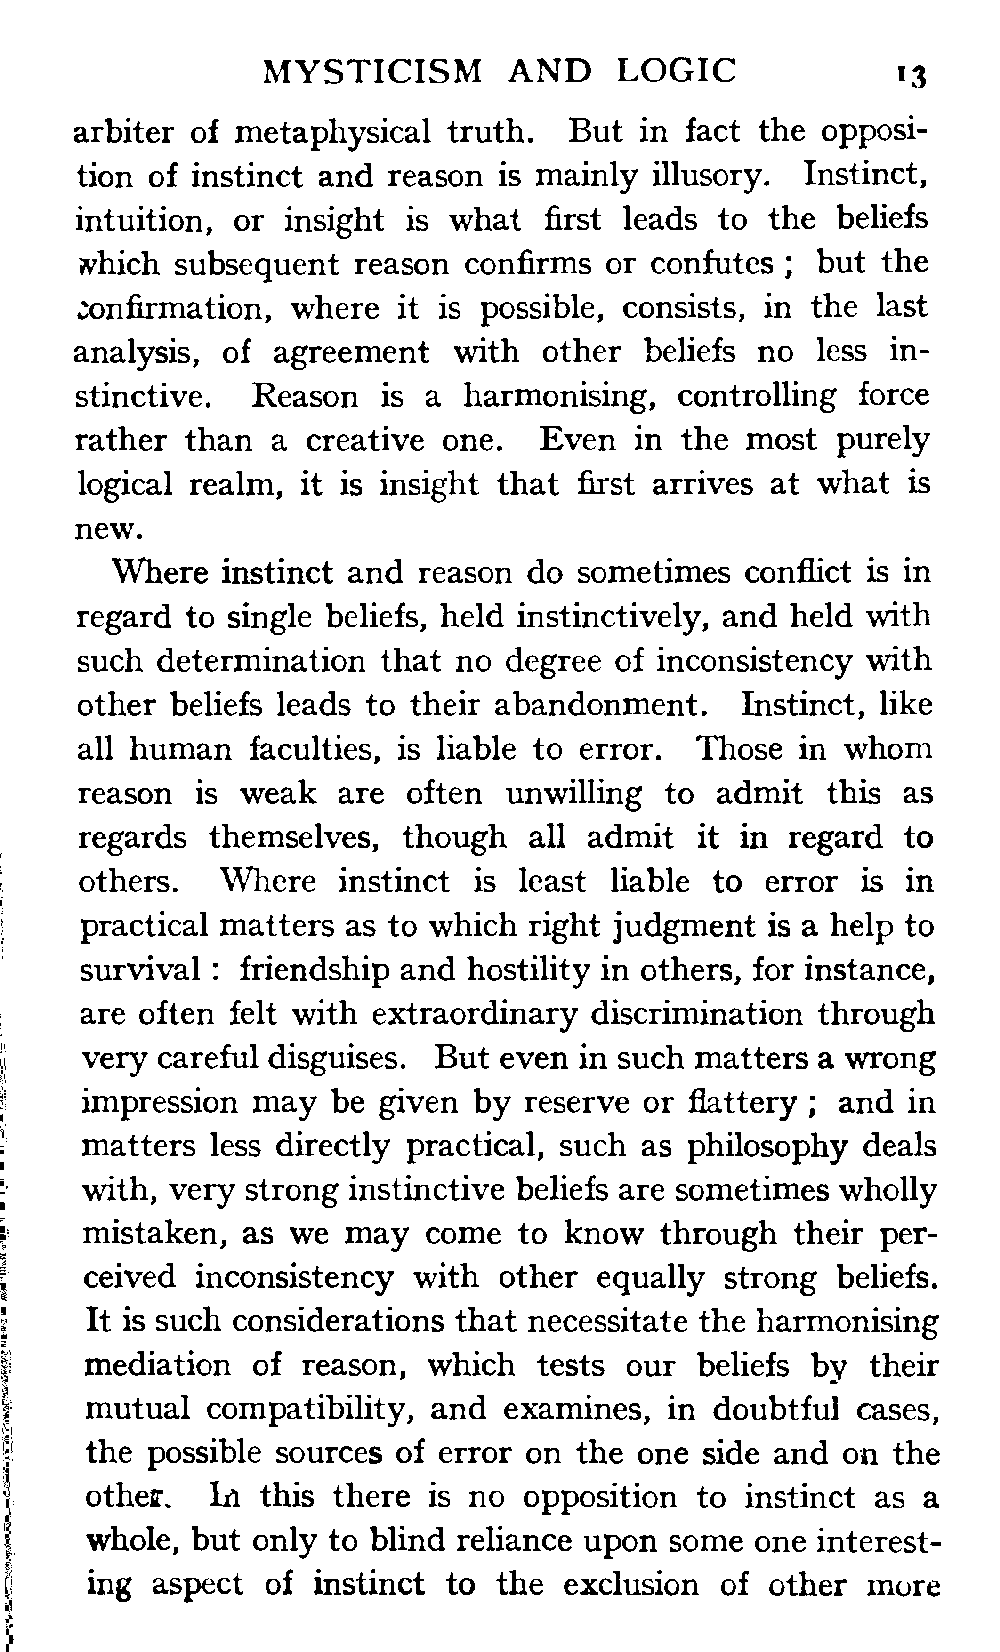 MYSTICISM AND LOGIC 13
arbiter of metaphysical truth. But in fact the opposi-
tion of instinct and reason is mainly illusory. Instinct,
intuition, or insight is what first leads to the beliefs
which subsequent reason confirms or confutes ; but the
confirmation, where it is possible, consists, in the last
analysis, of agreement with other beliefs no less in-
stinctive. Reason is a harmonising, controlling force
rather than a creative one. Even in the most purely
logical realm, it is insight that first arrives at what is
new.
Where instinct and reason do sometimes conflict is in
regard to single beliefs, held instinctively, and held with
such determination that no degree of inconsistency with
other beliefs leads to their abandonment. Instinct, like
all human faculties, is liable to error. Those in whom
reason is weak are often unwilling to admit this as
regards themselves, though all admit it in regard to
others. Where instinct is least liable to error is in
practical matters as to which right judgment is a help to
survival : friendship and hostility in others, for instance,
are often felt with extraordinary discrimination through
very careful disguises. But even in such matters a wrong
impression may be given by reserve or flattery ; and in
matters less directly practical, such as philosophy deals
with, very strong instinctive beliefs are sometimes wholly
mistaken, as we may come to know through their per-
ceived inconsistency with other equally strong beliefs.
It is such considerations that necessitate the harmonising
mediation of reason, which tests our beliefs by their
mutual compatibility, and examines, in doubtful cases,
the possible sources of error on the one side and on the
other. In this there is no opposition to instinct as a
whole, but only to blind reliance upon some one interest-
ing aspect of instinct to the exclusion of other more